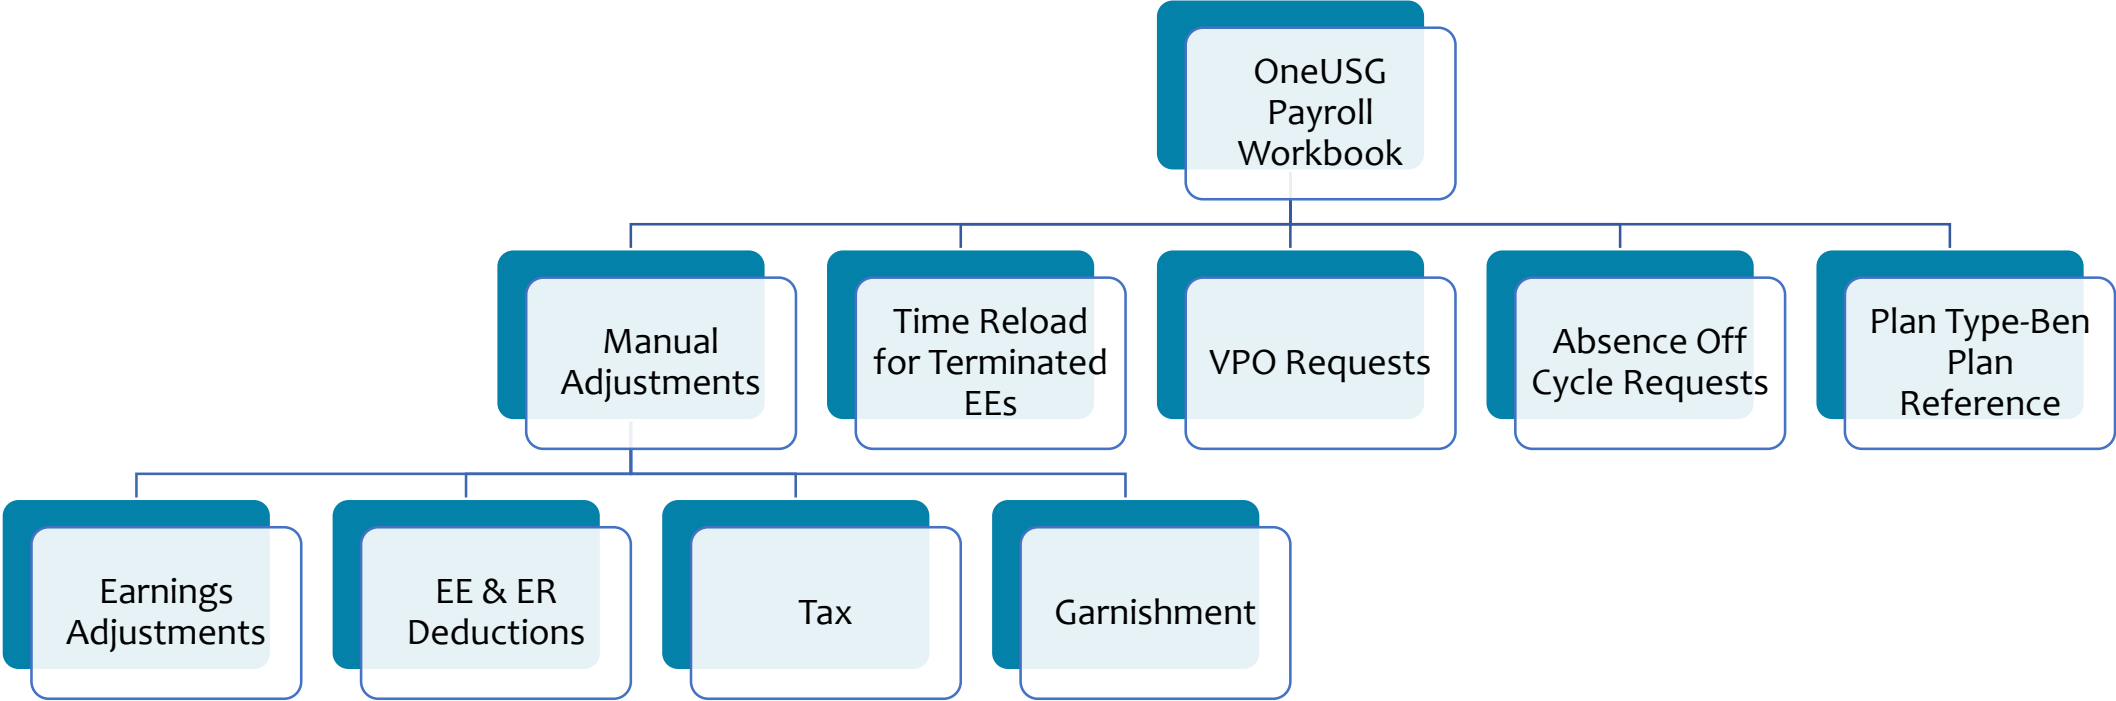 OneUSG
Payroll
Workbook
Manual
Adjustments
Time Reload
for Terminated
EEs
VPO Requests
Absence Off
Cycle Requests
Plan Type-Ben
Plan
Reference
Earnings
Adjustments
EE & ER
Deductions
Tax
Garnishment